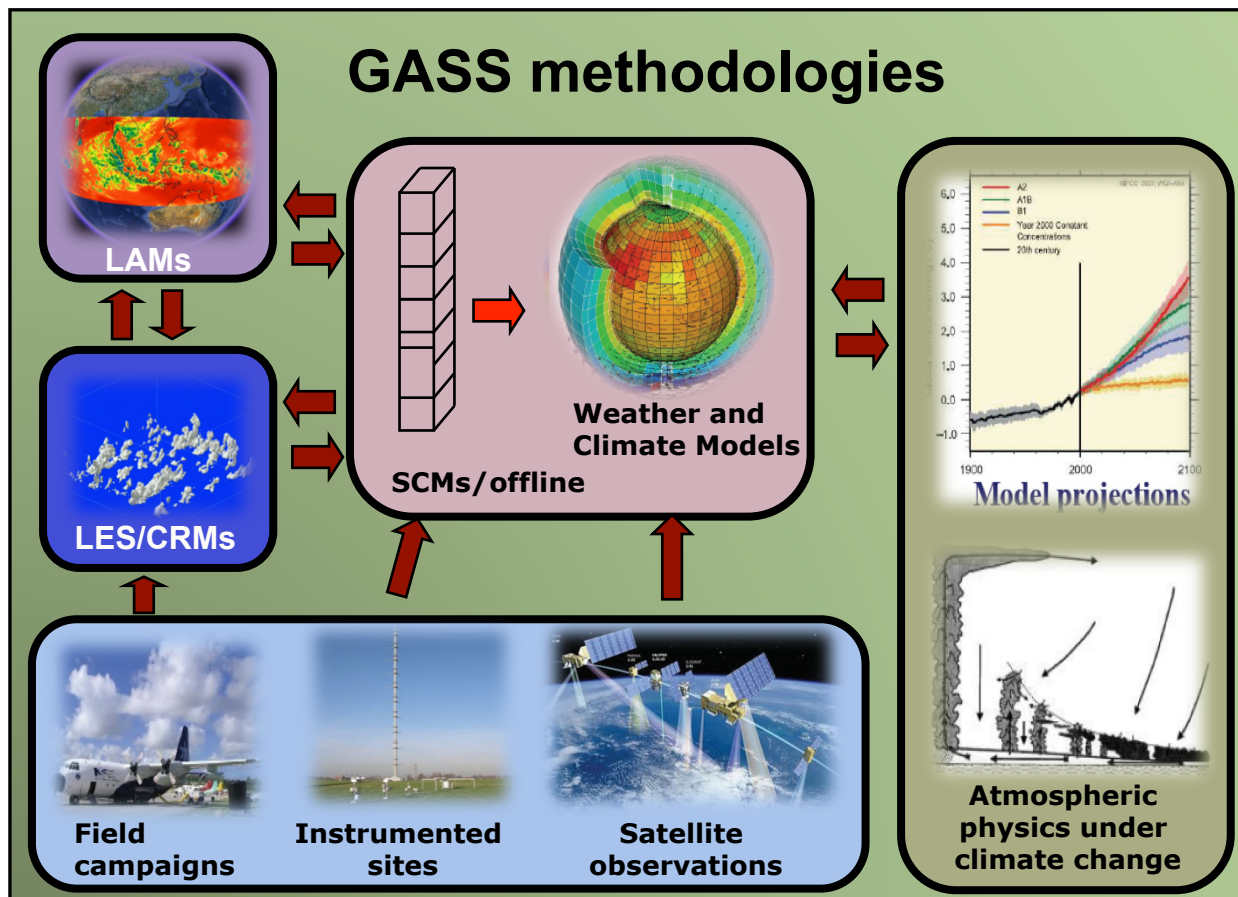 GASS methodologies
LAMs
LES/CRMs
SCMs/offline
Weather and
Climate Models
6.0
5.0
4.0
3.0
2.0
1.0
0.0
−1.0
A2
A1B
B1
Year 2000 Constant
Concentrations
20th century
1900
2000
2100
Model projections
Atmospheric
physics under
climate change
Field
campaigns
Instrumented
sites
Satellite
observations